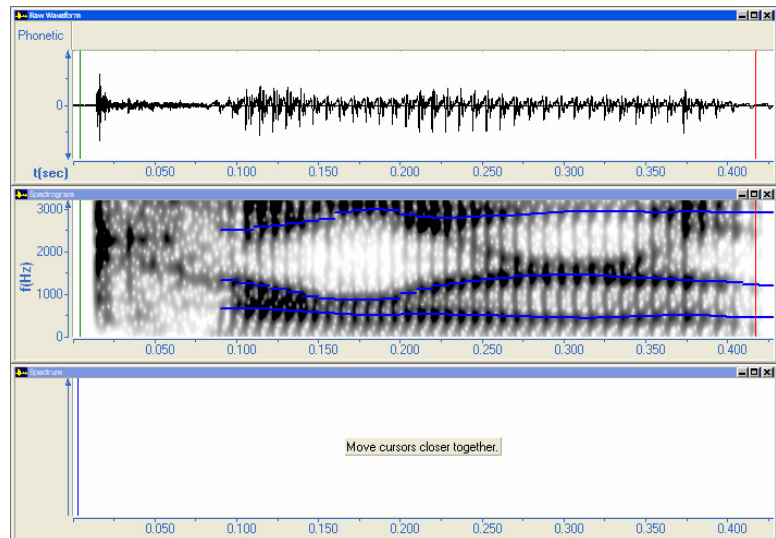 Raw Waveform
Phonetic
0
t(sec) 0.050 0.100 0.150 0.200 0.250 0.300 0.350 0.400
Spectrogram
3000
2000
f(Hz)
1000
0
0.050 0.100 0.150 0.200 0.250 0.300 0.350 0.400
Spectrum
Move cursors closer together.
0.050 0.100 0.150 0.200 0.250 0.300 0.350 0.400